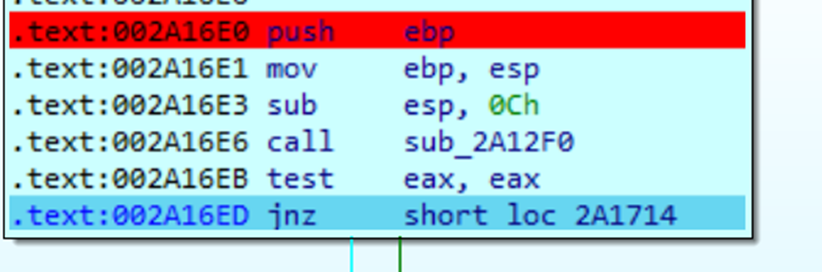 .text:002A16E0 push ebp
.text:002A16E1 mov ebp, esp
.text:002A16E3 sub esp, 0Ch
.text:002A16E6 call sub_2A12F0
.text:002A16EB test eax, eax
.text:002A16ED jnz short loc 2A1714